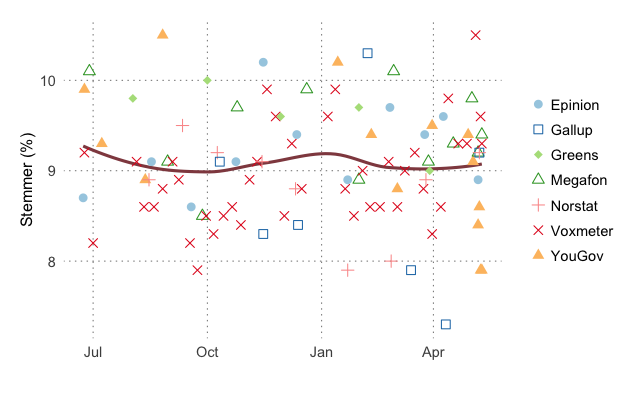 Stemmer (%)
10
9
8
Jul
Oct
Jan
Apr
Epinion
Gallup
Greens
Megafon
Norstat
Voxmeter
YouGov